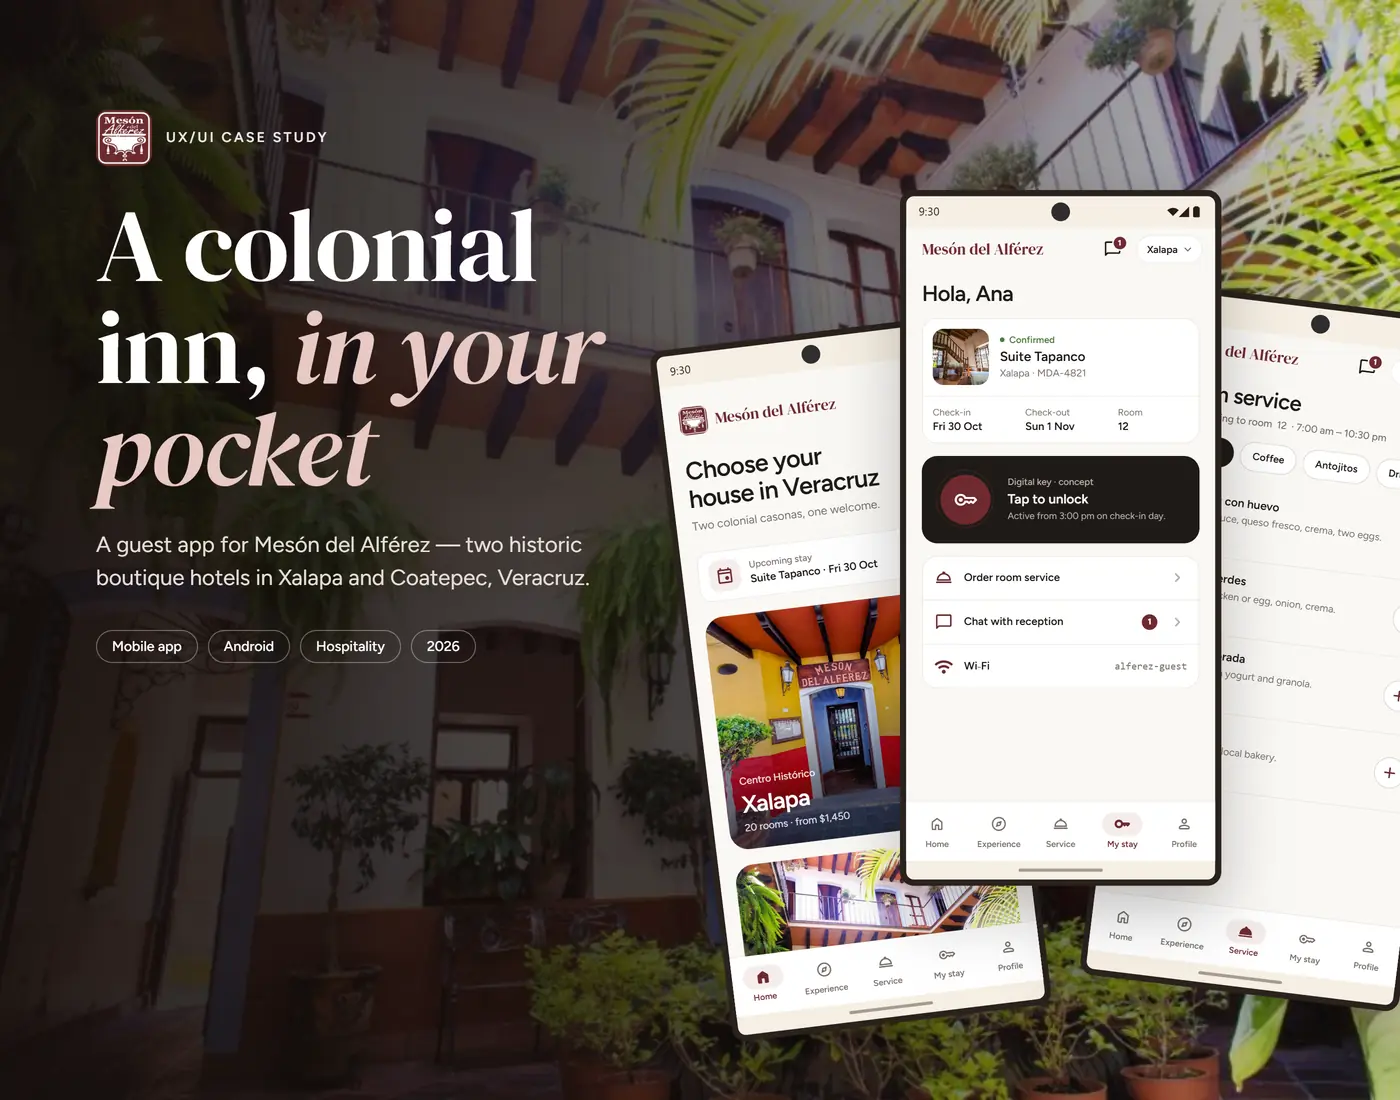 Mesón
del
Alférez
UX/UI CASE STUDY
A colonial
inn, in your
pocket
A guest app for Mesón del Alférez — two historic
boutique hotels in Xalapa and Coatepec, Veracruz.
Mobile app
Android
Hospitality
2026
9:30
Mesón del Alférez
Choose your
house in Veracruz
Two colonial casonas, one welcome.
Upcoming stay
Suite Tapanco · Fri 30 Oct
MESON
DEL ALFEREZ
Centro Histórico
Xalapa
20 rooms · from $1,450
Home
Experience
Service
My stay
Profile
9:30
Mesón del Alférez
1
Xalapa
Hola, Ana
Confirmed
Suite Tapanco
Xalapa · MDA-4821
Check-in
Check-out
Room
Fri 30 Oct
Sun 1 Nov
12
Digital key · concept
Tap to unlock
Active from 3:00 pm on check-in day.
Order room service
Chat with reception
1
Wi-Fi
alferez-guest
Home
Experience
Service
My stay
Profile
del Alférez
1
service
to room 12 · 7:00 am – 10:30 pm
Coffee
Antojitos
con huevo
queso fresco, crema, two eggs.
or egg, onion, crema.
yogurt and granola.
local bakery.
Home
Experience
Service
My stay
Profile